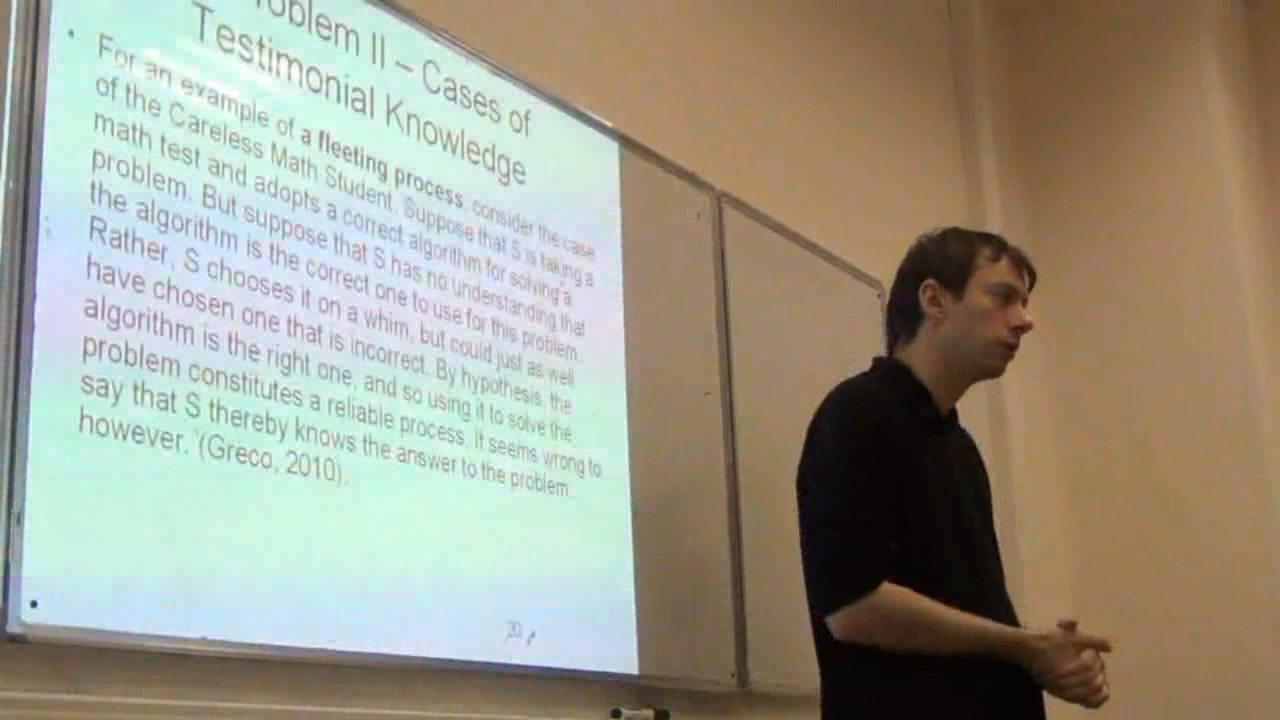 oblem II – Cases of
Testimonial Knowledge
• For an example of a fleeting process, consider the case
of the Careless Math Student. Suppose that S is taking a
math test and adopts a correct algorithm for solving a
problem. But suppose that S has no understanding that
the algorithm is the correct one to use for this problem.
Rather, S chooses it on a whim, but could just as well
have chosen one that is incorrect. By hypothesis, the
algorithm is the right one, and so using it to solve the
problem constitutes a reliable process. It seems wrong to
say that S thereby knows the answer to the problem,
however. (Greco, 2010).
20